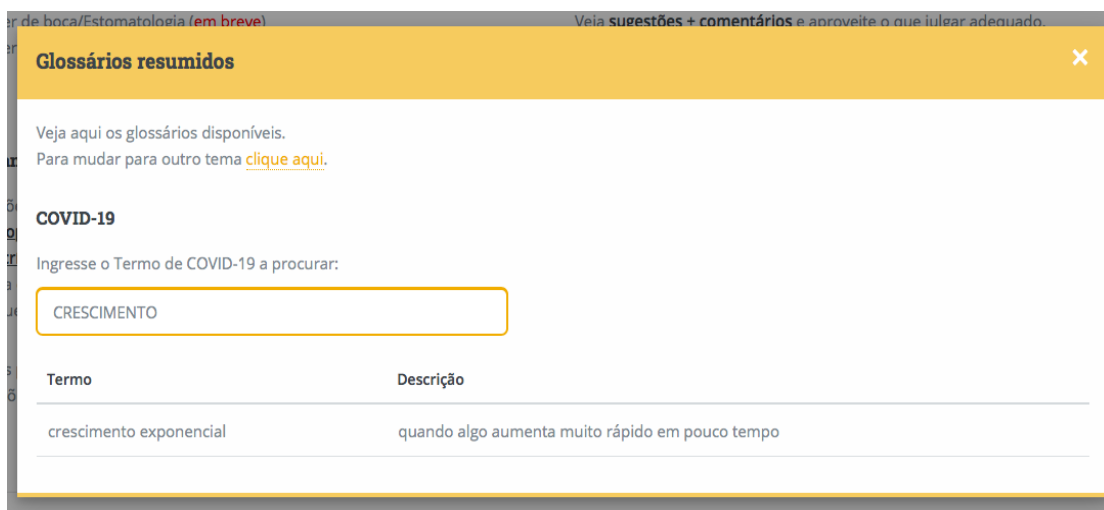 er de boca/Estomatologia (em breve)
Veja sugestões + comentários e aproveite o que julgar adequado.
Glossários resumidos
×
Veja aqui os glossários disponíveis.
Para mudar para outro tema clique aqui.
COVID-19
Ingresse o Termo de COVID-19 a procurar:
CRESCIMENTO
Termo Descrição
crescimento exponencial quando algo aumenta muito rápido em pouco tempo